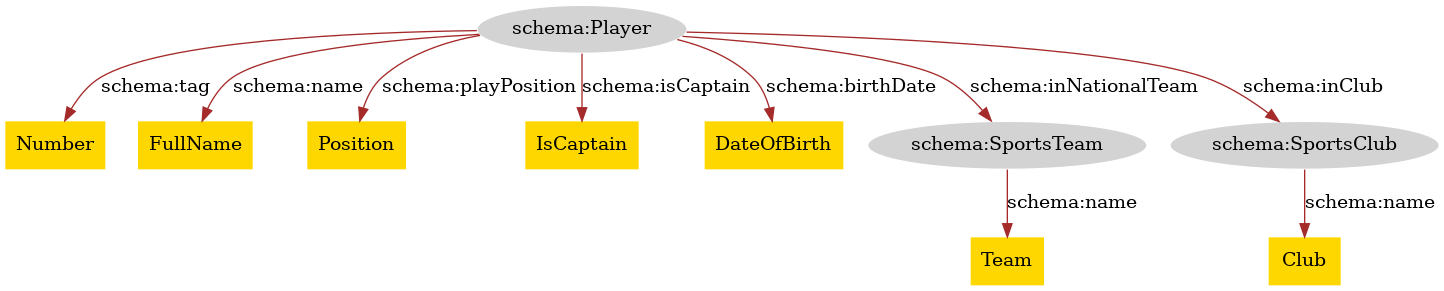 schema:Player
schema:tag
schema:name
schema:playPosition
schema:isCaptain
schema:birthDate
schema:inNationalTeam
schema:inClub
Number
FullName
Position
IsCaptain
DateOfBirth
schema:SportsTeam
schema:SportsClub
schema:name
schema:name
Team
Club